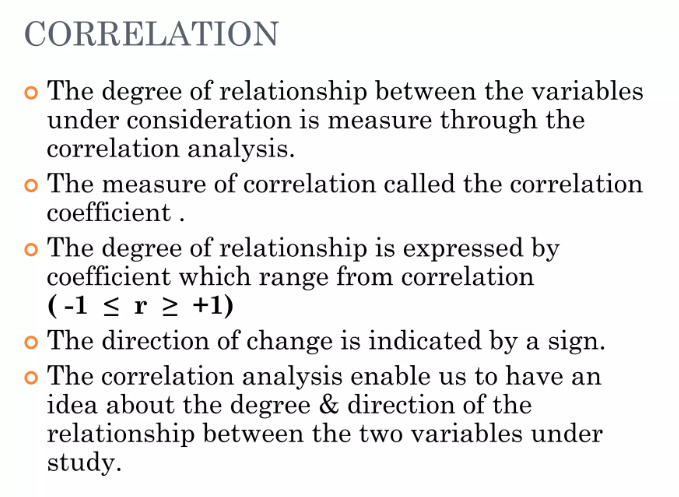 CORRELATION
The degree of relationship between the variables
under consideration is measure through the
correlation analysis.
The measure of correlation called the correlation
coefficient .
The degree of relationship is expressed by
coefficient which range from correlation
( -1 ≤ r ≥ +1)
The direction of change is indicated by a sign.
The correlation analysis enable us to have an
idea about the degree & direction of the
relationship between the two variables under
study.